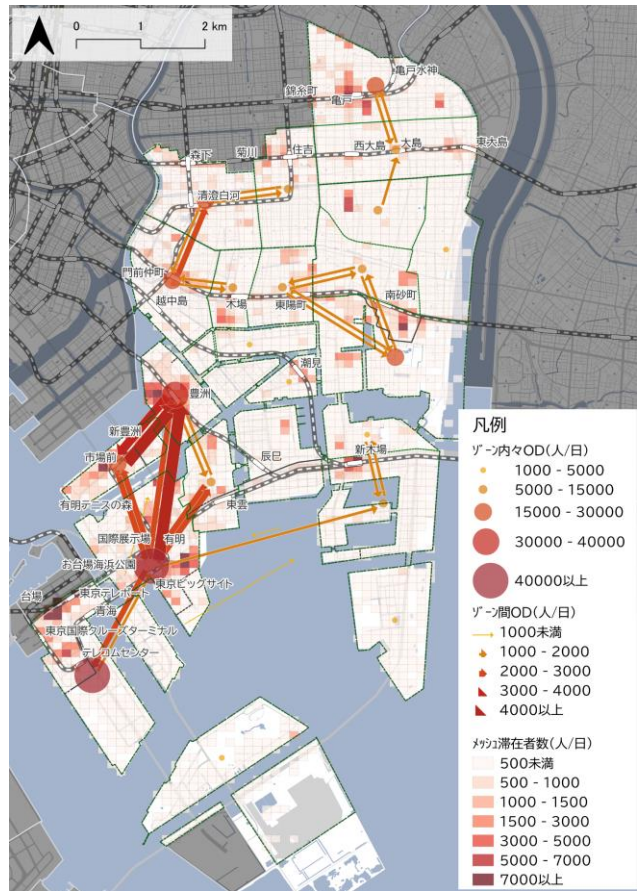 0 1 2 km
亀戸水神
錦糸町
亀戸
森下
菊川
住吉
西大島
大島
東大島
清澄白河
門前仲町
越中島
木場
東陽町
南砂町
潮見
豊洲
新豊洲
市場前
辰巳
新木場
有明テニスの森
東雲
国際展示場
有明
お台場海浜公園
台場
東京テレポート
東京ビッグサイト
青海
東京国際クルーズターミナル
テレコムセンター
凡例
ゾーン内々OD(人/日)
1000 - 5000
5000 - 15000
15000 - 30000
30000 - 40000
40000以上
ゾーン間OD(人/日)
1000未満
1000 - 2000
2000 - 3000
3000 - 4000
4000以上
メッシュ滞在者数(人/日)
500未満
500 - 1000
1000 - 1500
1500 - 3000
3000 - 5000
5000 - 7000
7000以上